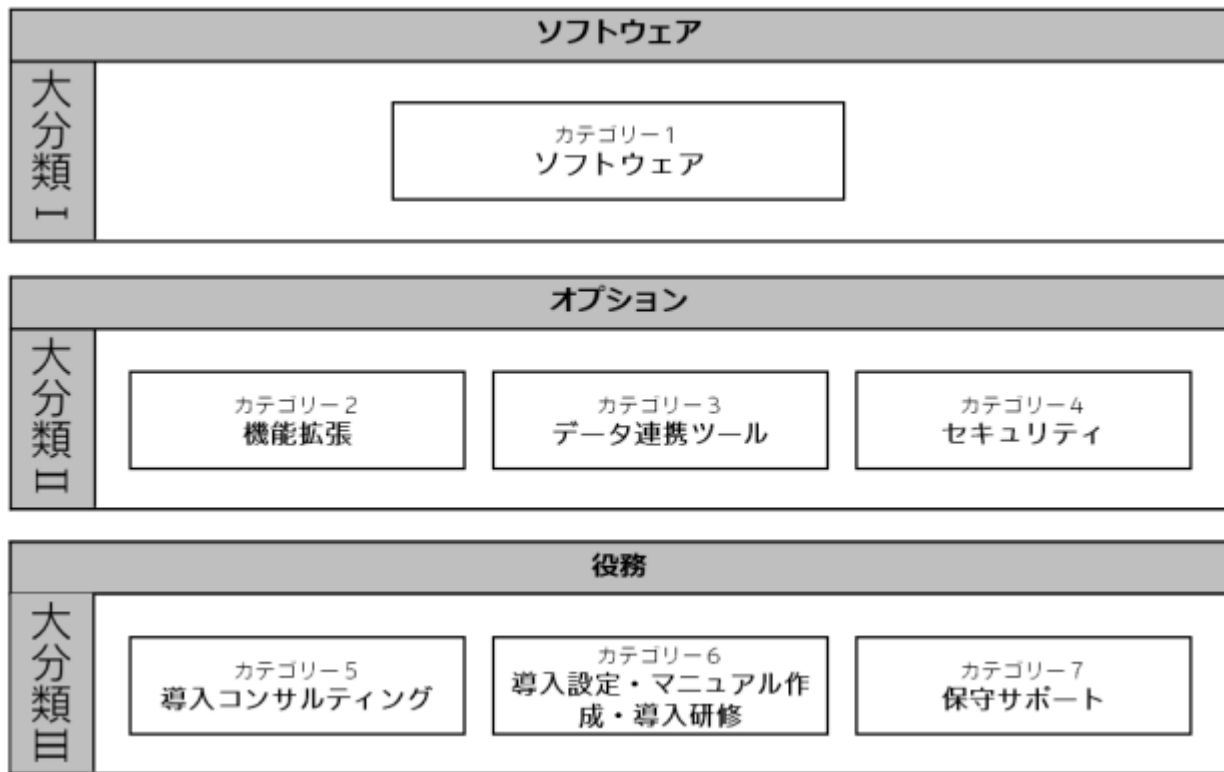 ソフトウェア
大分類Ⅰ
カテゴリー1
ソフトウェア
オプション
大分類Ⅱ
カテゴリー2
機能拡張
カテゴリー3
データ連携ツール
カテゴリー4
セキュリティ
役務
大分類Ⅲ
カテゴリー5
導入コンサルティング
カテゴリー6
導入設定・マニュアル作
成・導入研修
カテゴリー7
保守サポート